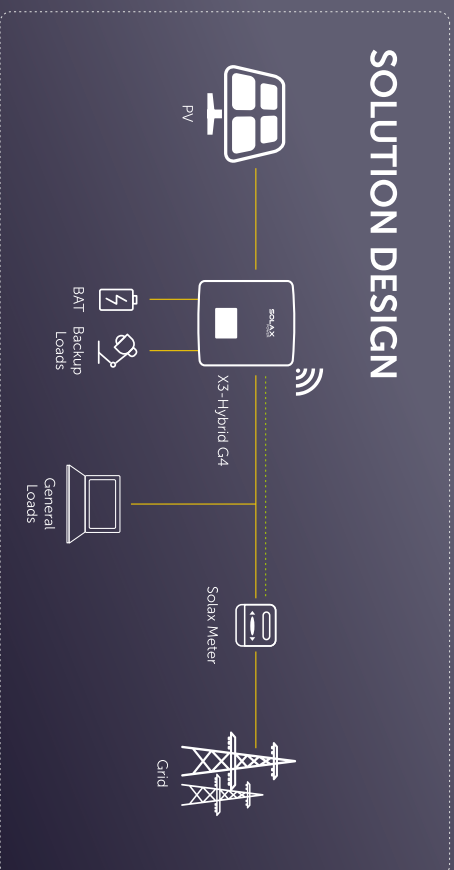 SOLUTION DESIGN
PV
SOLAX
BAT
Backup
Loads
X3-Hybrid G4
General
Loads
Solax Meter
Grid